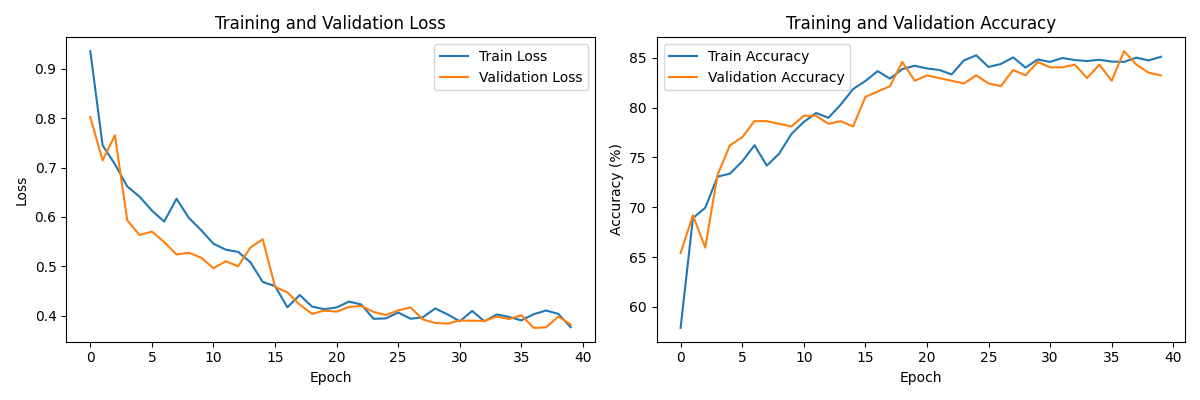 Training and Validation Loss
Train Loss
Validation Loss
0.9
0.8
0.7
0.6
0.5
0.4
Loss
0 5 10 15 20 25 30 35 40
Epoch
Training and Validation Accuracy
Train Accuracy
Validation Accuracy
85
80
75
70
65
60
Accuracy (%)
0 5 10 15 20 25 30 35 40
Epoch